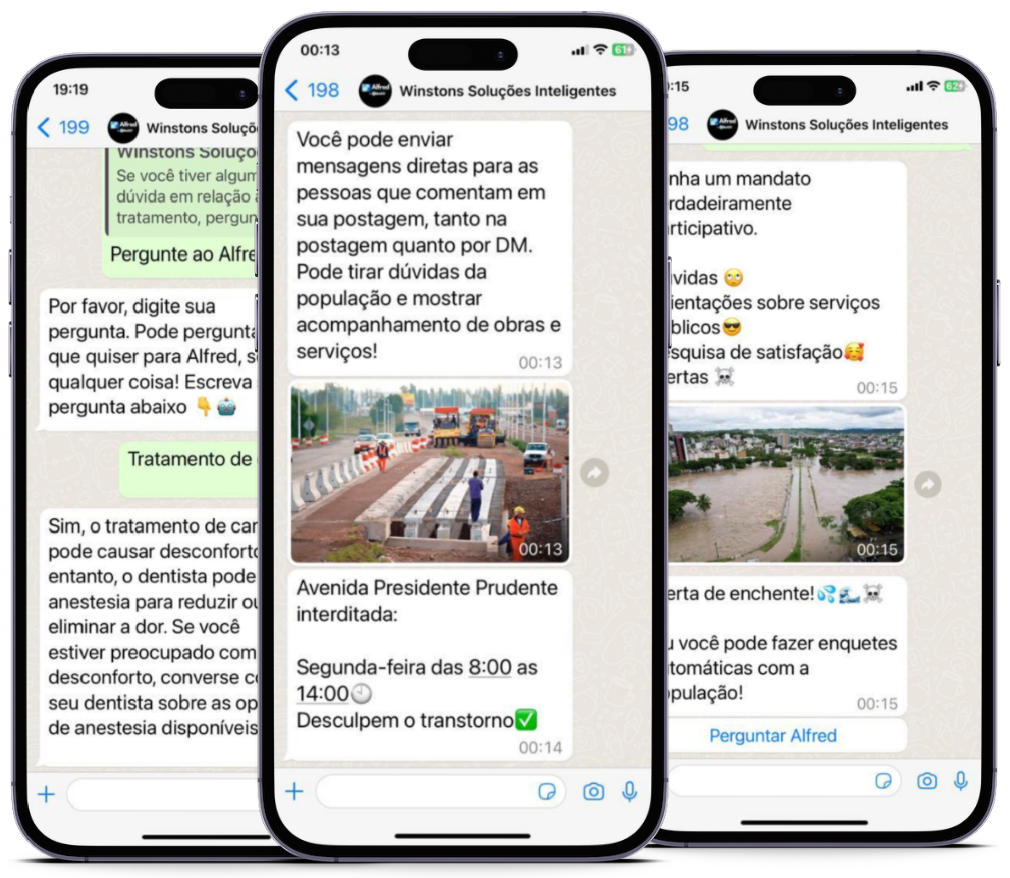 19:19
199
Winstons Soluçõ
Winstons Soluço
Se você tiver algum
dúvida em relação
tratamento, pergun
Pergunte ao Alfre
Por favor, digite sua
pergunta. Pode pergunta
que quiser para Alfred, s
qualquer coisa! Escreva
pergunta abaixo 👇🤖
Tratamento de
Sim, o tratamento de can
pode causar desconforto
entanto, o dentista pode
anestesia para reduzir ou
eliminar a dor. Se você
estiver preocupado com
desconforto, converse co
seu dentista sobre as op
de anestesia disponíveis
00:13
61
198
Alfred
Winstons Soluções Inteligentes
Você pode enviar
mensagens diretas para as
pessoas que comentam em
sua postagem, tanto na
postagem quanto por DM.
Pode tirar dúvidas da
população e mostrar
acompanhamento de obras e
serviços!
00:13
00:13
Avenida Presidente Prudente
interditada:
Segunda-feira das 8:00 as
14:00🕘
Desculpem o transtorno✅
00:14
:15
62
98
Winstons Soluções Inteligentes
nha um mandato
rdadeiramente
rticipativo.
vidas 🙄
ientações sobre serviços
blicos😎
squisa de satisfação🥰
ertas ☠️
00:15
00:15
erta de enchente!💦🌊☠️
u você pode fazer enquetes
tomáticas com a
pulação!
00:15
Perguntar Alfred